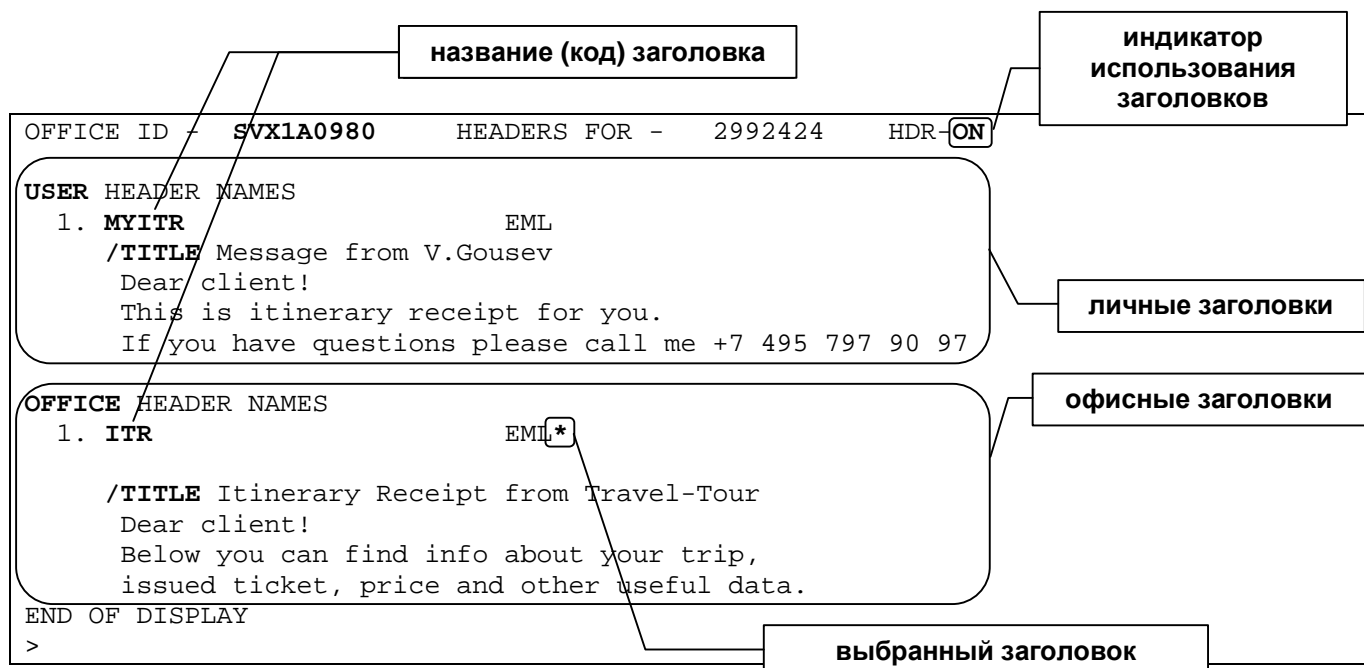 название (код) заголовка
индикатор
использования
заголовков
OFFICE ID - SVX1A0980 HEADERS FOR - 2992424 HDR-ON
USER HEADER NAMES
1. MYITR EML
/TITLE Message from V.Gousev
Dear client!
This is itinerary receipt for you.
If you have questions please call me +7 495 797 90 97
личные заголовки
OFFICE HEADER NAMES
офисные заголовки
1. ITR EML*
/TITLE Itinerary Receipt from Travel-Tour
Dear client!
Below you can find info about your trip,
issued ticket, price and other useful data.
END OF DISPLAY
>
выбранный заголовок